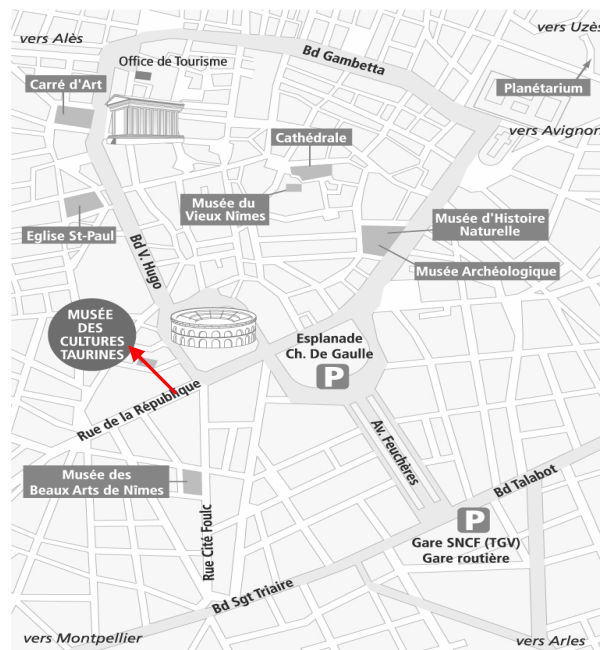 vers Alès
vers Uzès
Bd Gambetta
Office de Tourisme
Carré d'Art
Planétarium
vers Avignon
Cathédrale
Musée du
Vieux Nîmes
Musée d'Histoire
Naturelle
Eglise St-Paul
Bd V. Hugo
Musée Archéologique
MUSÉE
DES
CULTURES
TAURINES
Esplanade
Ch. De Gaulle
P
Rue de la République
Av. Feuchères
Musée des
Beaux Arts de Nîmes
Rue Cité Foulc
Bd Talabot
P
Gare SNCF (TGV)
Gare routière
Bd Sgt Triaire
vers Montpellier
vers Arles